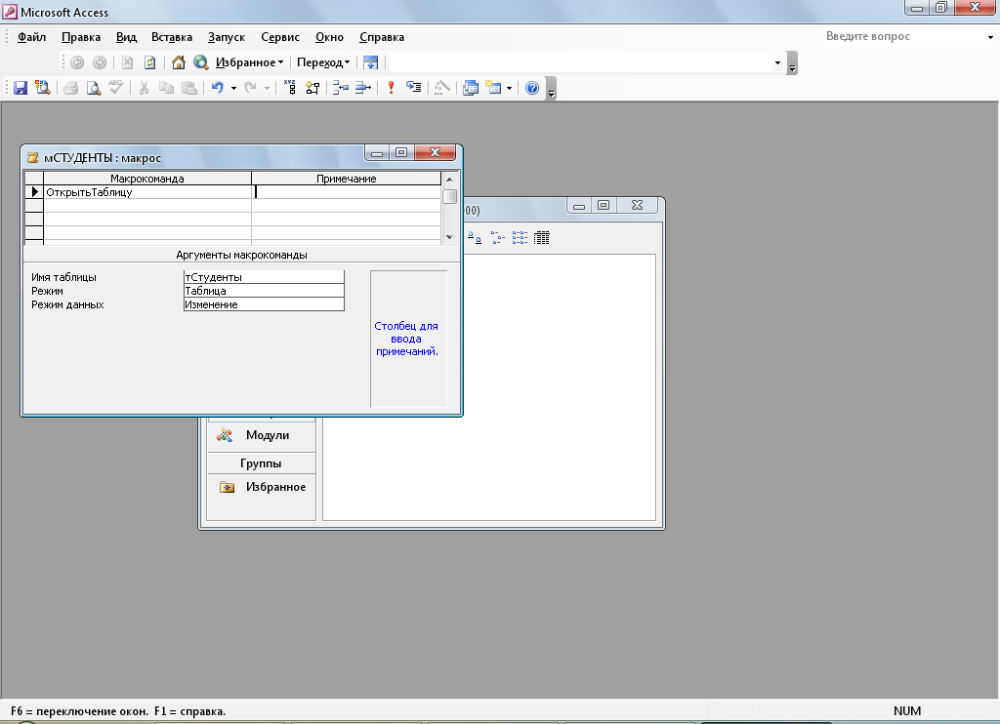 Microsoft Access
Файл Правка Вид Вставка Запуск Сервис Окно Справка Введите вопрос
Избранное Переход
мСТУДЕНТЫ : макрос
Макрокоманда Примечание
ОткрытьТаблицу
00)
Аргументы макрокоманды
Имя таблицы тСтуденты
Режим Таблица
Режим данных Изменение
Столбец для
ввода
примечаний.
Модули
Группы
Избранное
F6 = переключение окон. F1 = справка. NUM